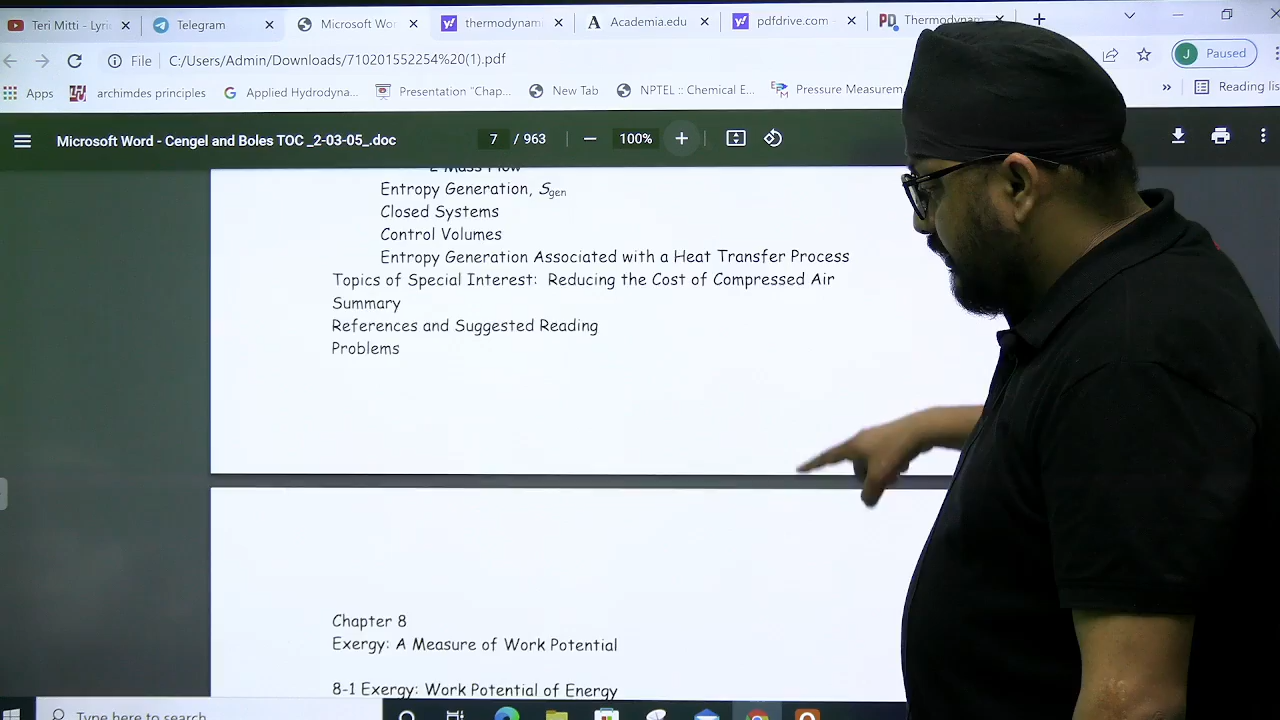 Teri Mitti - Lyri
Telegram
Microsoft Wor
thermodynam
Academia.edu
pdfdrive.com
Thermodynam
File C:/Users/Admin/Downloads/710201552254%20(1).pdf
J Paused
Apps
archimdes principles
Applied Hydrodyna...
Presentation "Chap...
New Tab
NPTEL :: Chemical E...
Pressure Measurem
Reading lis
Microsoft Word - Cengel and Boles TOC _2-03-05_.doc
7 / 963
100%
2 Mass Flow
Entropy Generation, Sgen
Closed Systems
Control Volumes
Entropy Generation Associated with a Heat Transfer Process
Topics of Special Interest: Reducing the Cost of Compressed Air
Summary
References and Suggested Reading
Problems
Chapter 8
Exergy: A Measure of Work Potential
8-1 Exergy: Work Potential of Energy
Type here to search